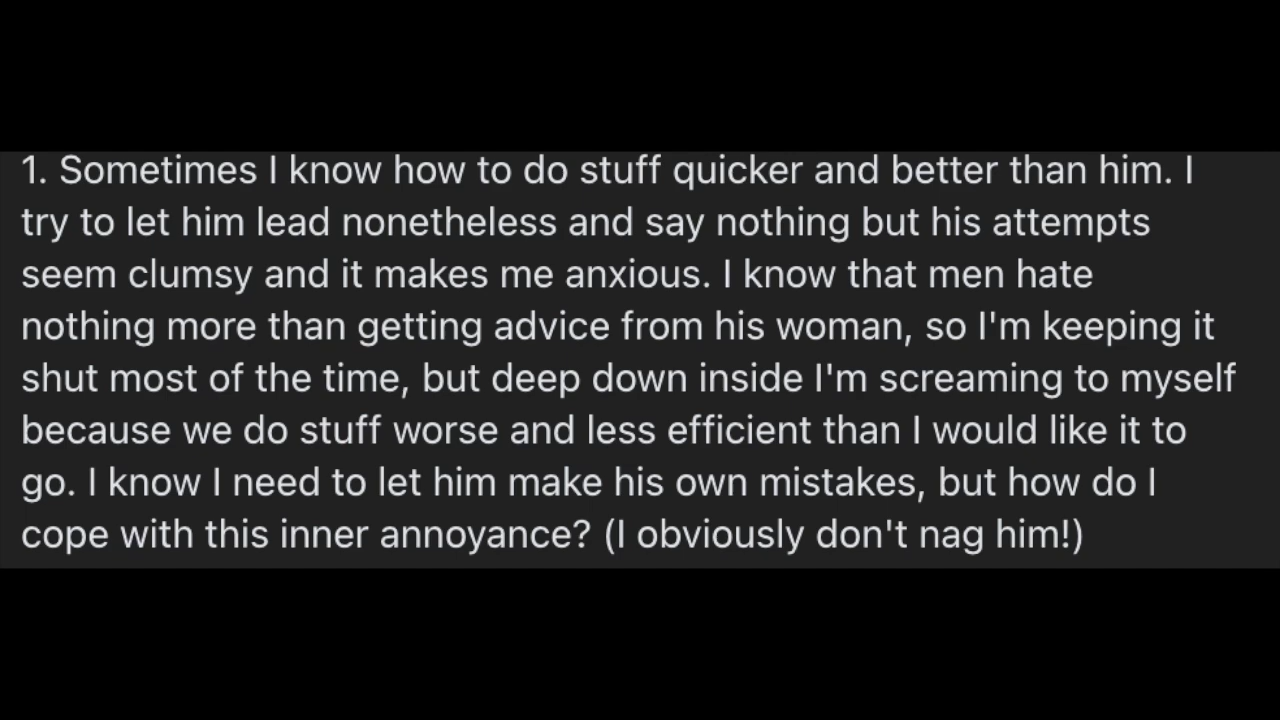 1. Sometimes I know how to do stuff quicker and better than him. I
try to let him lead nonetheless and say nothing but his attempts
seem clumsy and it makes me anxious. I know that men hate
nothing more than getting advice from his woman, so I'm keeping it
shut most of the time, but deep down inside I'm screaming to myself
because we do stuff worse and less efficient than I would like it to
go. I know I need to let him make his own mistakes, but how do I
cope with this inner annoyance? (I obviously don't nag him!)